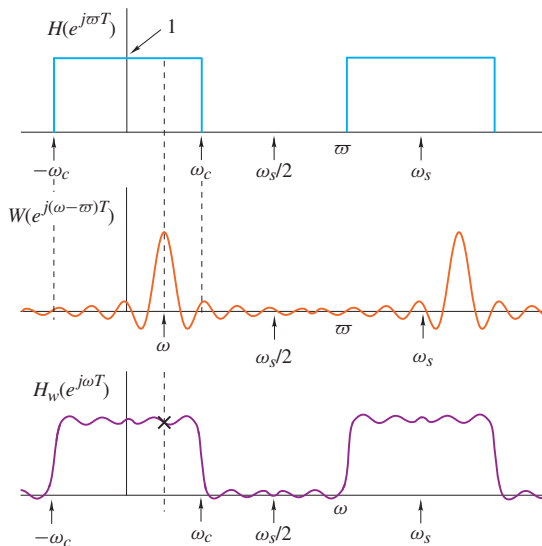 H(e^{jϖT})
1
−ω_c
ω_c
ω_s/2
ϖ
ω_s
W(e^{j(ω−ϖ)T})
ω
ω_s/2
ϖ
ω_s
H_w(e^{jωT})
−ω_c
ω_c
ω_s/2
ω
ω_s